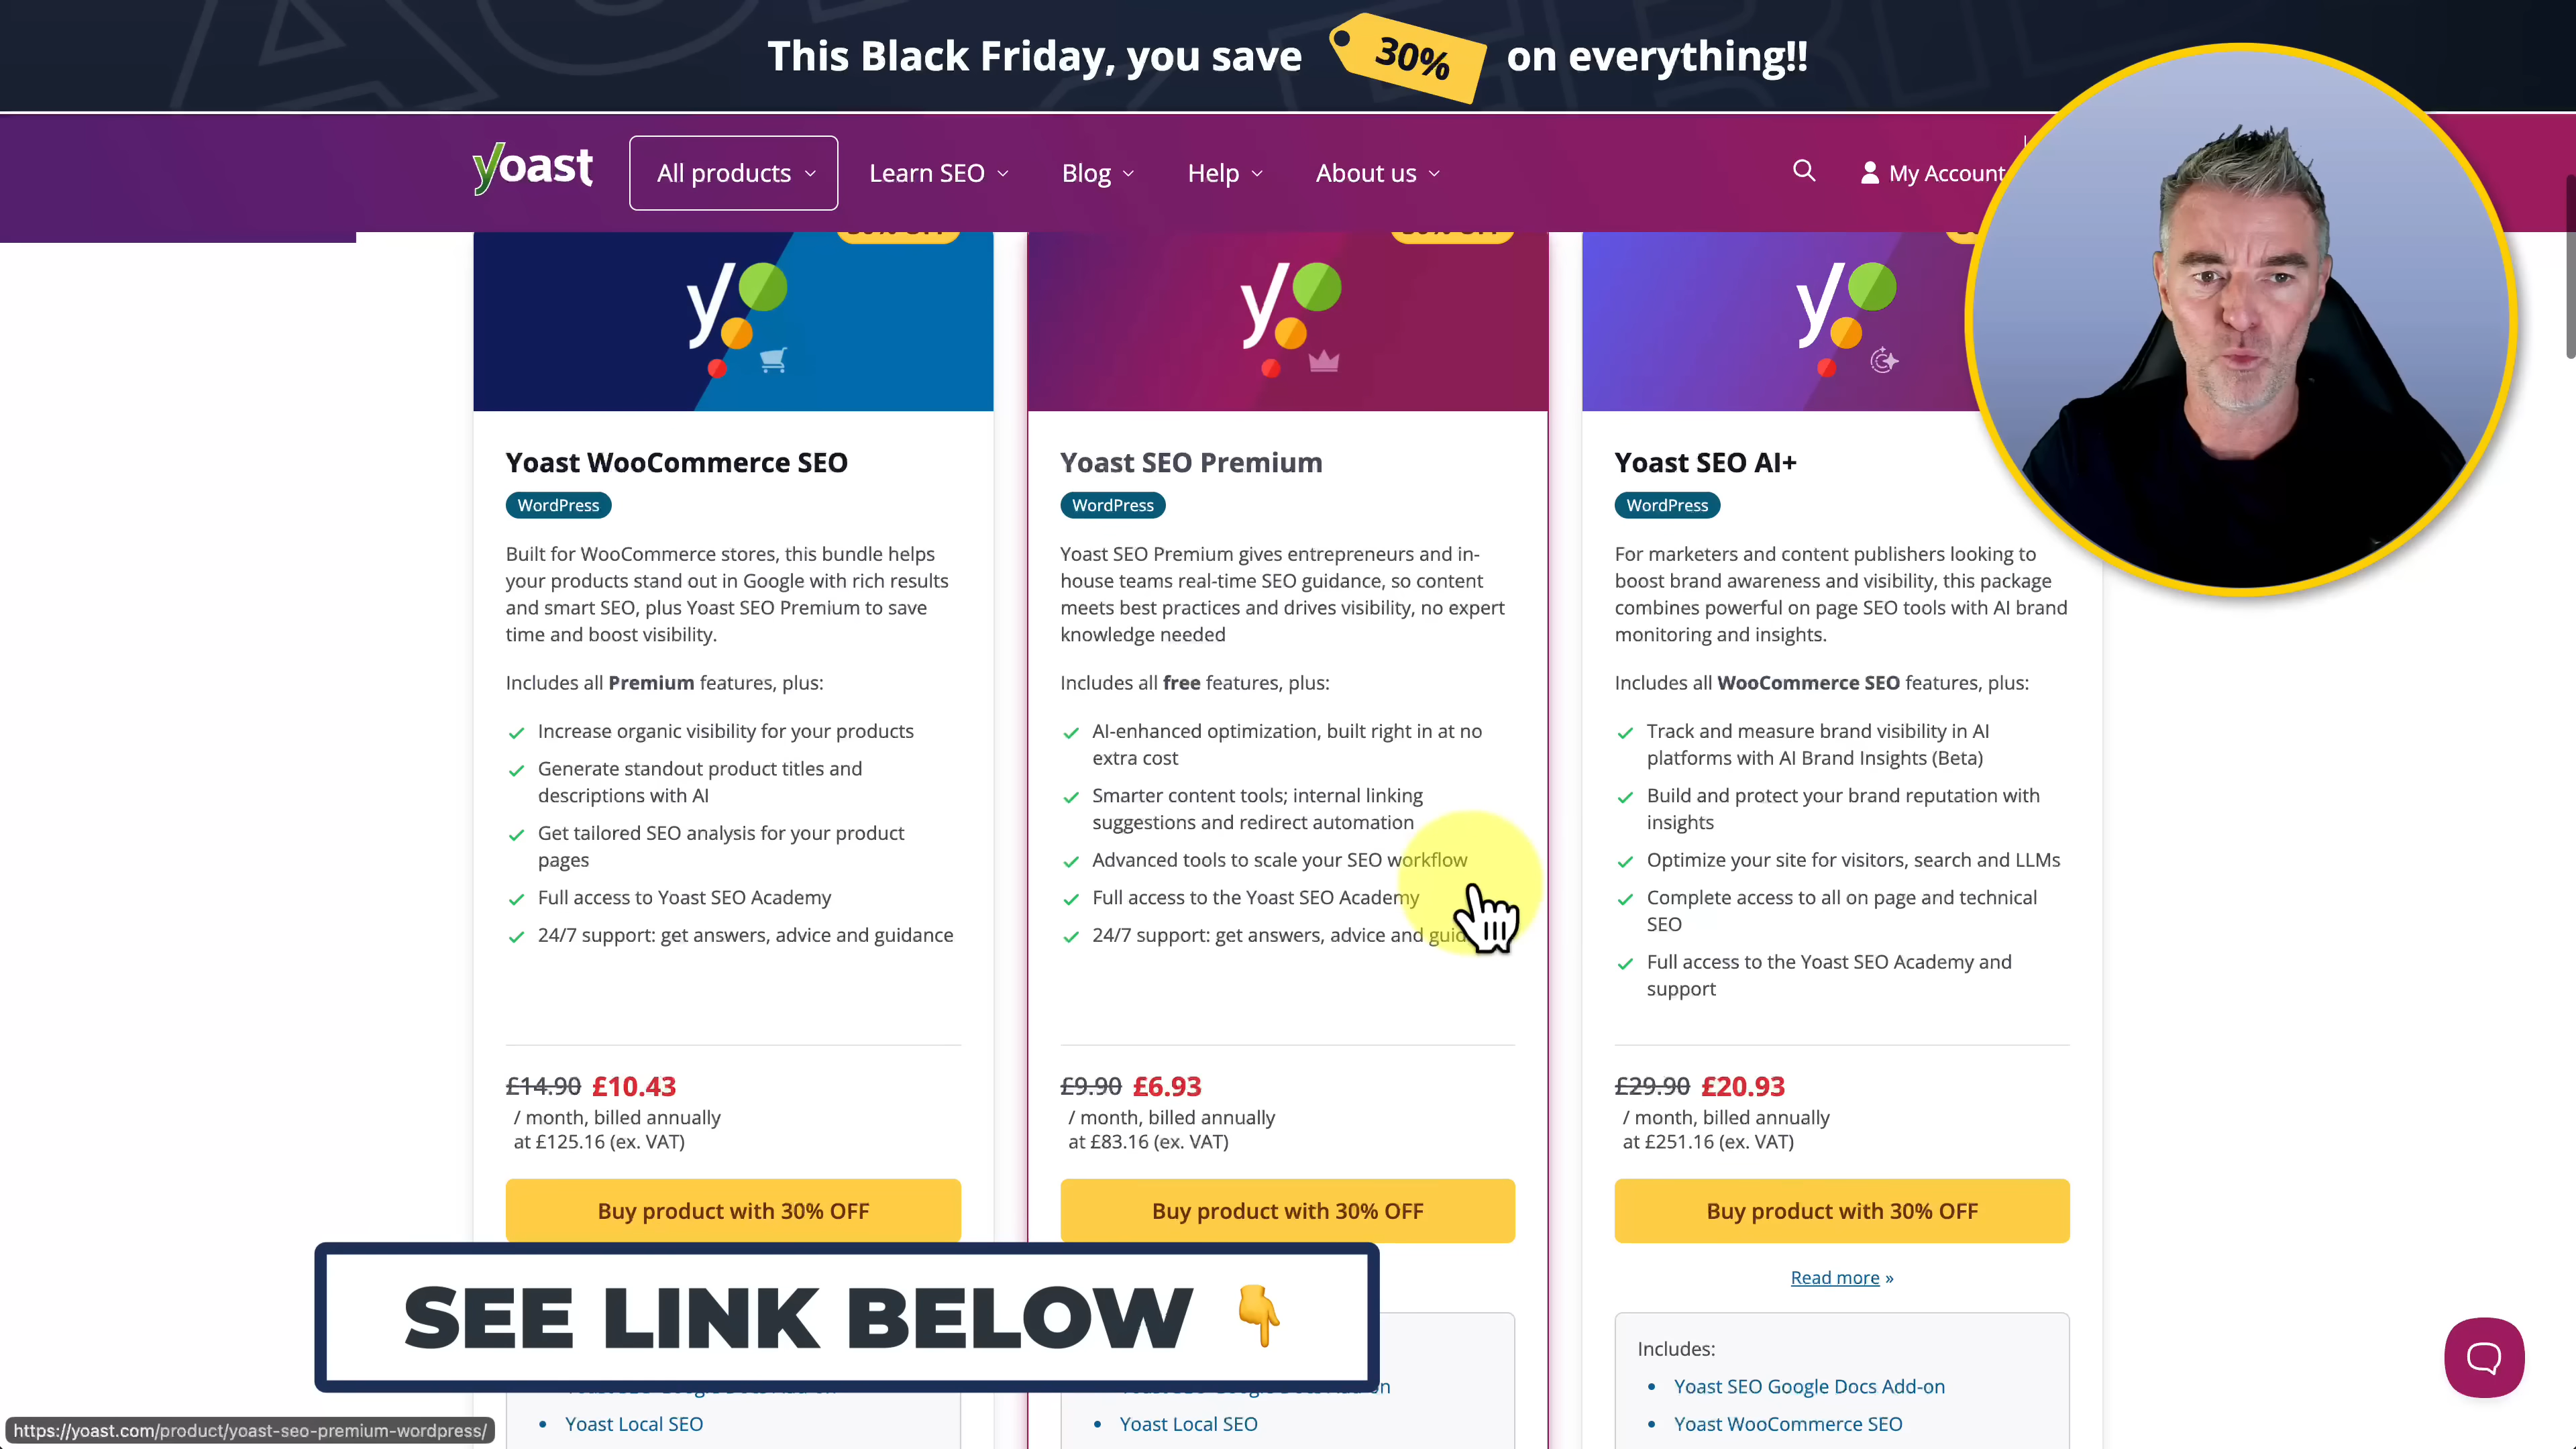 This Black Friday, you save 30% on everything!!
yoast
All products
Learn SEO
Blog
Help
About us
My Account
Yoast WooCommerce SEO
WordPress
Built for WooCommerce stores, this bundle helps
your products stand out in Google with rich results
and smart SEO, plus Yoast SEO Premium to save
time and boost visibility.
Includes all Premium features, plus:
Increase organic visibility for your products
Generate standout product titles and
descriptions with AI
Get tailored SEO analysis for your product
pages
Full access to Yoast SEO Academy
24/7 support: get answers, advice and guidance
£14.90 £10.43
/ month, billed annually
at £125.16 (ex. VAT)
Buy product with 30% OFF
Yoast Local SEO
Yoast SEO Premium
WordPress
Yoast SEO Premium gives entrepreneurs and in-
house teams real-time SEO guidance, so content
meets best practices and drives visibility, no expert
knowledge needed
Includes all free features, plus:
AI-enhanced optimization, built right in at no
extra cost
Smarter content tools; internal linking
suggestions and redirect automation
Advanced tools to scale your SEO workflow
Full access to the Yoast SEO Academy
24/7 support: get answers, advice and
£9.90 £6.93
/ month, billed annually
at £83.16 (ex. VAT)
Buy product with 30% OFF
Yoast Local SEO
Yoast SEO AI+
WordPress
For marketers and content publishers looking to
boost brand awareness and visibility, this package
combines powerful on page SEO tools with AI brand
monitoring and insights.
Includes all WooCommerce SEO features, plus:
Track and measure brand visibility in AI
platforms with AI Brand Insights (Beta)
Build and protect your brand reputation with
insights
Optimize your site for visitors, search and LLMs
Complete access to all on page and technical
SEO
Full access to the Yoast SEO Academy and
support
£29.90 £20.93
/ month, billed annually
at £251.16 (ex. VAT)
Buy product with 30% OFF
Read more »
Includes:
Yoast SEO Google Docs Add-on
Yoast WooCommerce SEO
SEE LINK BELOW 👇
https://yoast.com/product/yoast-seo-premium-wordpress/